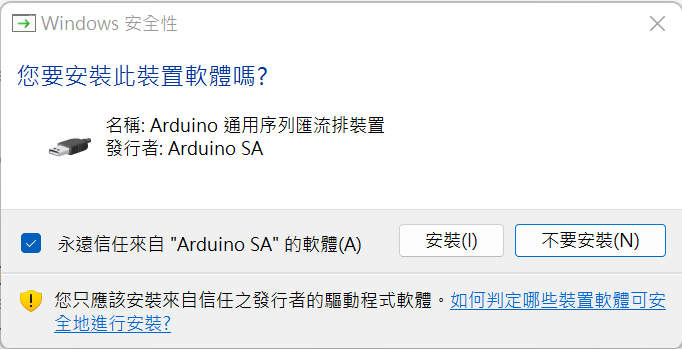 Windows 安全性
您要安裝此裝置軟體嗎?
名稱: Arduino 通用序列匯流排裝置
發行者: Arduino SA
永遠信任來自 "Arduino SA" 的軟體(A)
安裝(I)
不要安裝(N)
您只應該安裝來自信任之發行者的驅動程式軟體。如何判定哪些裝置軟體可安
全地進行安裝?